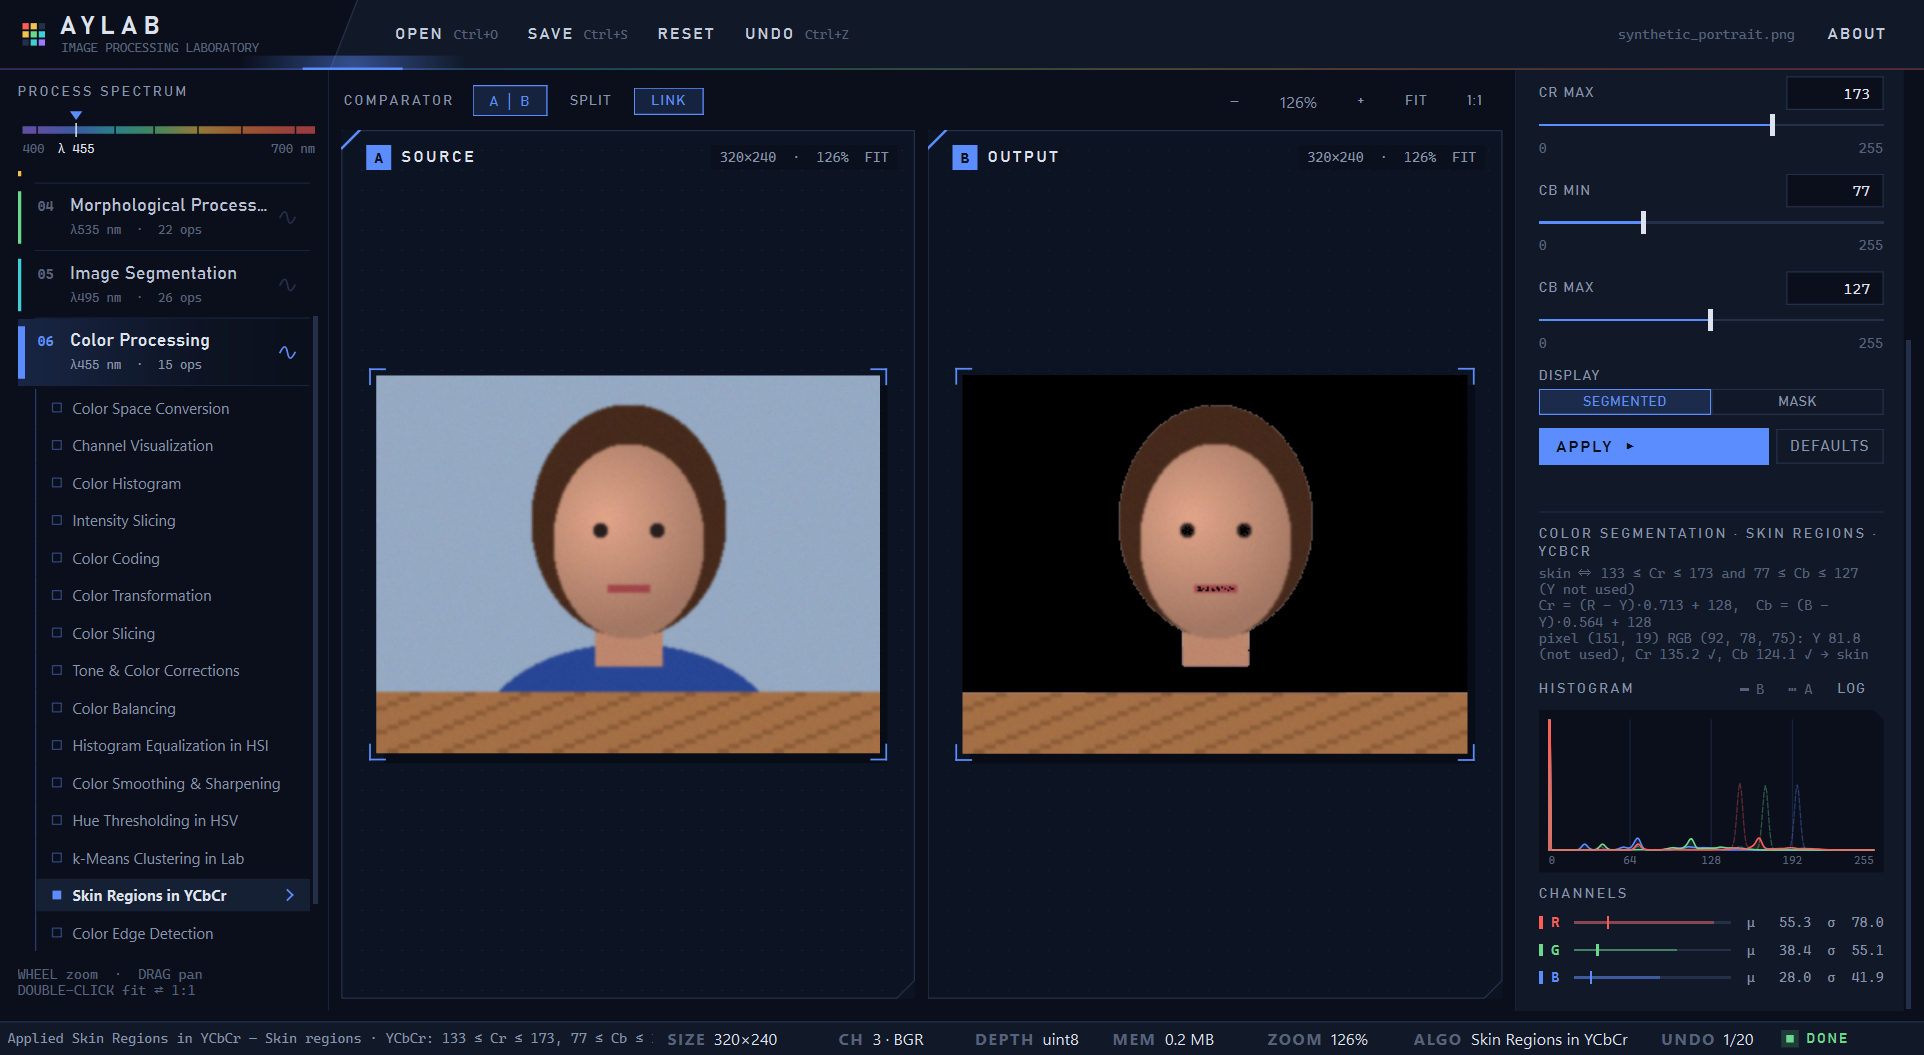 AYLAB
IMAGE PROCESSING LABORATORY
OPEN Ctrl+O SAVE Ctrl+S RESET UNDO Ctrl+Z
synthetic_portrait.png ABOUT
PROCESS SPECTRUM
400 λ 455 700 nm
04 Morphological Process…
λ535 nm · 22 ops
05 Image Segmentation
λ495 nm · 26 ops
06 Color Processing
λ455 nm · 15 ops
Color Space Conversion
Channel Visualization
Color Histogram
Intensity Slicing
Color Coding
Color Transformation
Color Slicing
Tone & Color Corrections
Color Balancing
Histogram Equalization in HSI
Color Smoothing & Sharpening
Hue Thresholding in HSV
k-Means Clustering in Lab
Skin Regions in YCbCr
Color Edge Detection
WHEEL zoom · DRAG pan
DOUBLE-CLICK fit ⇄ 1:1
COMPARATOR A | B SPLIT LINK
− 126% + FIT 1:1
A SOURCE 320×240 · 126% FIT
B OUTPUT 320×240 · 126% FIT
CR MAX 173
0 255
CB MIN 77
0 255
CB MAX 127
0 255
DISPLAY
SEGMENTED MASK
APPLY ▸ DEFAULTS
COLOR SEGMENTATION · SKIN REGIONS ·
YCBCR
skin ⇔ 133 ≤ Cr ≤ 173 and 77 ≤ Cb ≤ 127
(Y not used)
Cr = (R − Y)·0.713 + 128, Cb = (B −
Y)·0.564 + 128
pixel (151, 19) RGB (92, 78, 75): Y 81.8
(not used), Cr 135.2 ✓, Cb 124.1 ✓ → skin
HISTOGRAM B A LOG
0 64 128 192 255
CHANNELS
R μ 55.3 σ 78.0
G μ 38.4 σ 55.1
B μ 28.0 σ 41.9
Applied Skin Regions in YCbCr — Skin regions · YCbCr: 133 ≤ Cr ≤ 173, 77 ≤ Cb ≤
SIZE 320×240 CH 3 · BGR DEPTH uint8 MEM 0.2 MB ZOOM 126% ALGO Skin Regions in YCbCr UNDO 1/20 DONE